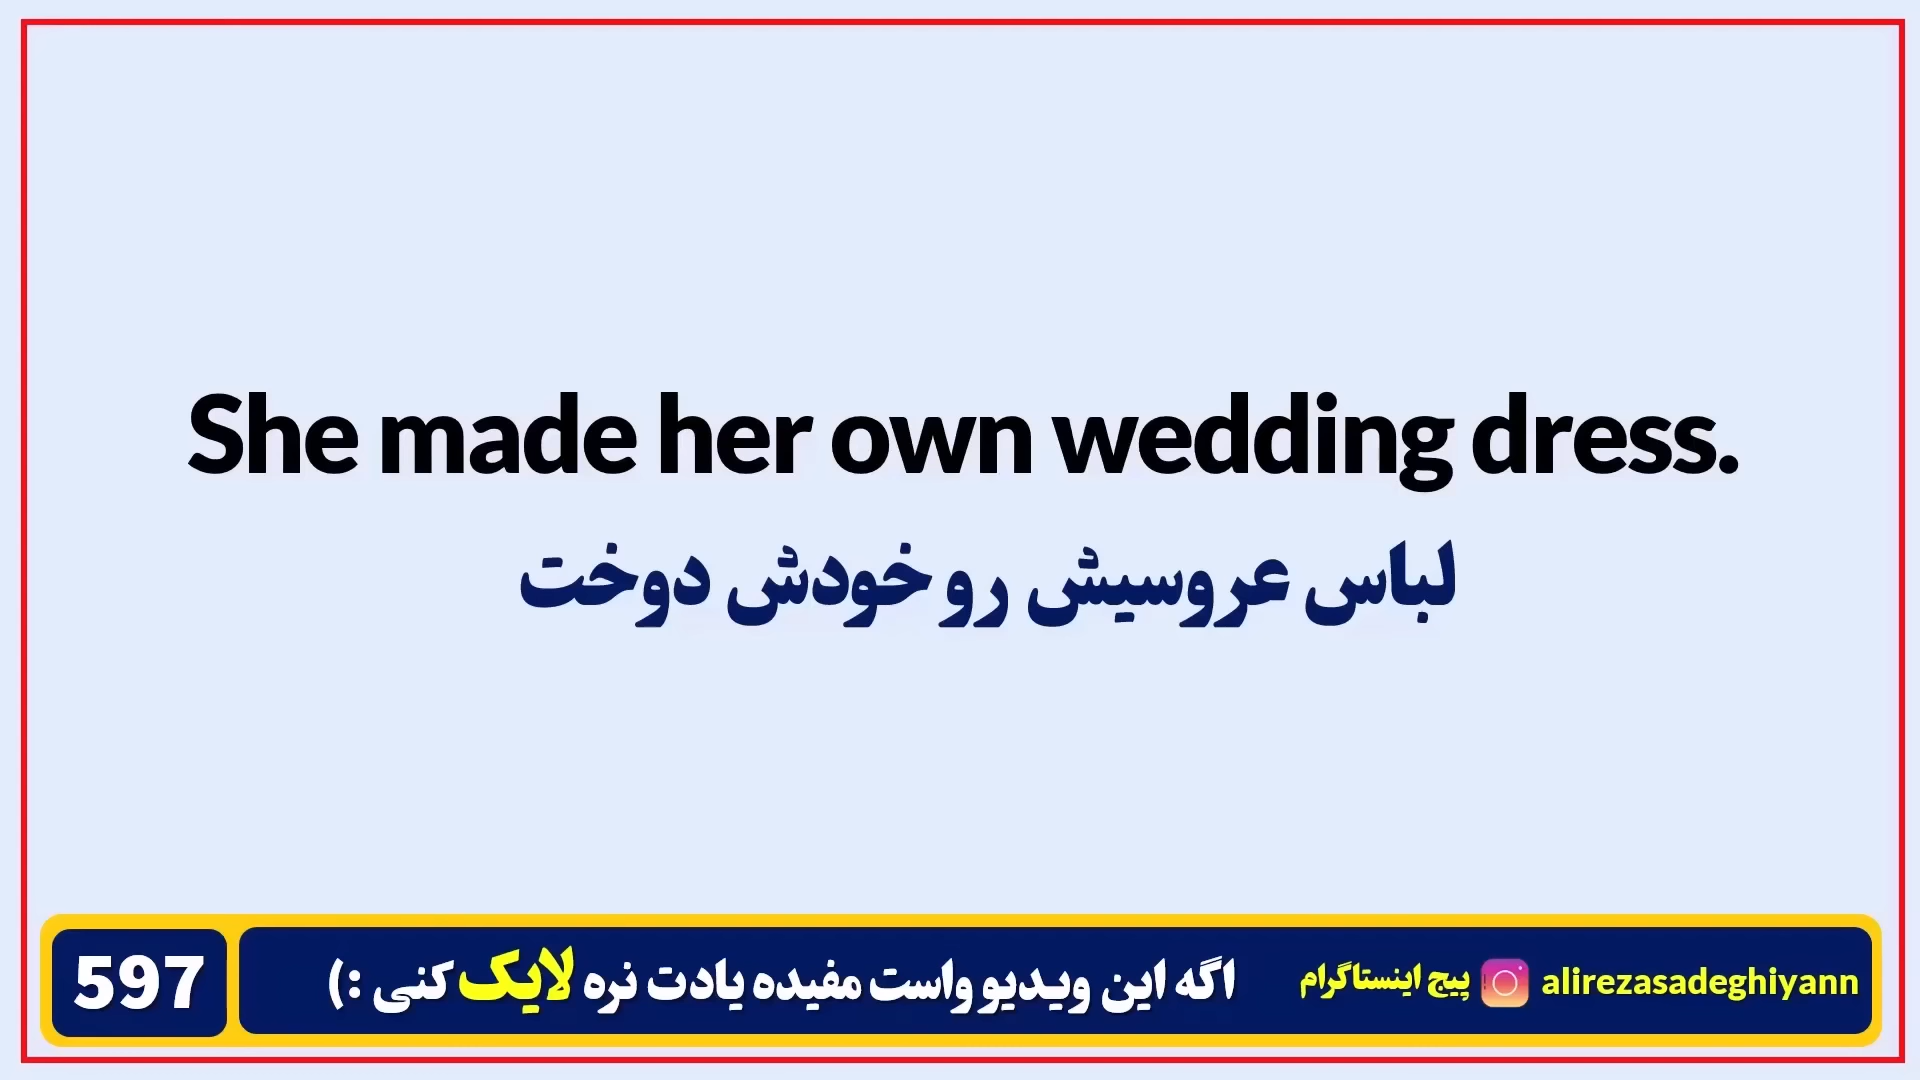 She made her own wedding dress.
لباس عروسیش رو خودش دوخت
597
اگه این ویدیو واست مفیده یادت نره لایک کنی :)
پیج اینستاگرام alirezasadeghiyann